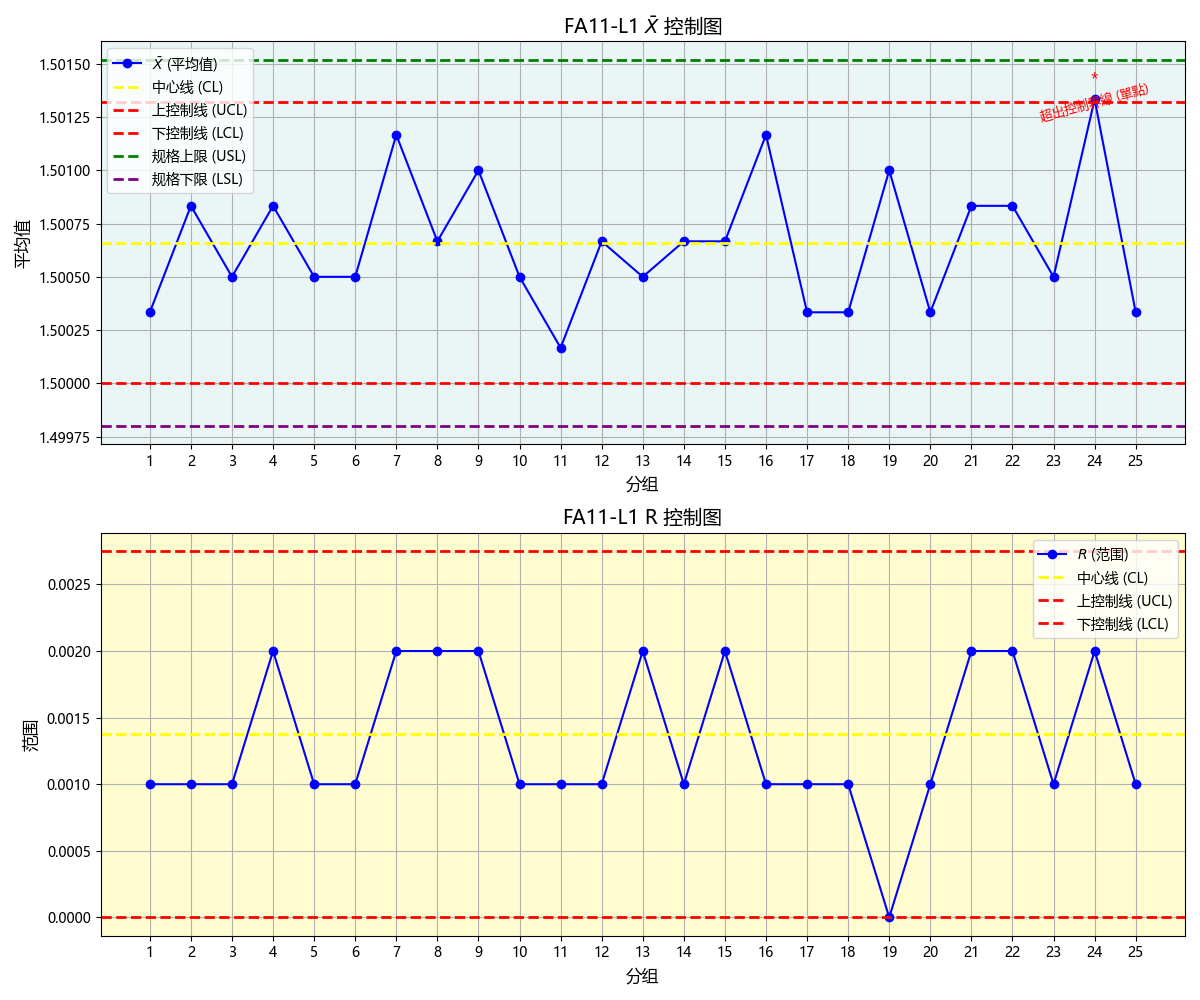 FA11-L1 X̄ 控制图
平均值
1.50150
1.50125
1.50100
1.50075
1.50050
1.50025
1.50000
1.49975
X̄ (平均值)
中心线 (CL)
上控制线 (UCL)
下控制线 (LCL)
规格上限 (USL)
规格下限 (LSL)
*
超出控制界線 (單點)
1 2 3 4 5 6 7 8 9 10 11 12 13 14 15 16 17 18 19 20 21 22 23 24 25
分组
FA11-L1 R 控制图
范围
0.0025
0.0020
0.0015
0.0010
0.0005
0.0000
R (范围)
中心线 (CL)
上控制线 (UCL)
下控制线 (LCL)
1 2 3 4 5 6 7 8 9 10 11 12 13 14 15 16 17 18 19 20 21 22 23 24 25
分组